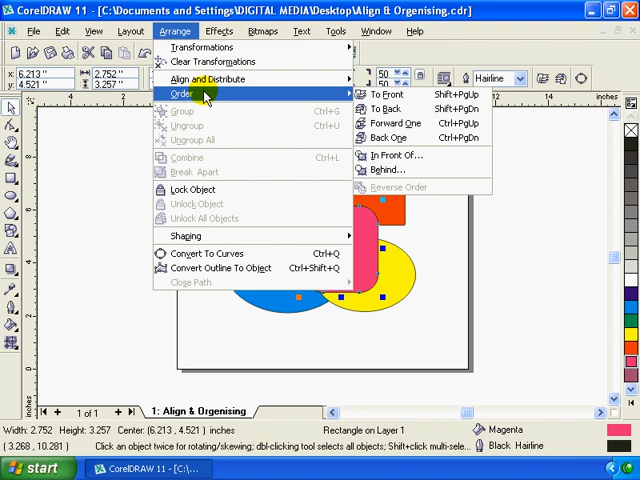 CorelDRAW 11 - [C:\Documents and Settings\DIGITAL MEDIA\Desktop\Align & Orgenising.cdr]
File Edit View Layout Arrange Effects Bitmaps Text Tools Window Help
x: 6.213 " 2.752 "
y: 4.521 " 3.257 "
50
50
Hairline
Transformations
Clear Transformations
Align and Distribute
Order
Group Ctrl+G
Ungroup Ctrl+U
Ungroup All
Combine Ctrl+L
Break Apart
Lock Object
Unlock Object
Unlock All Objects
Shaping
Convert To Curves Ctrl+Q
Convert Outline To Object Ctrl+Shift+Q
Close Path
To Front Shift+PgUp
To Back Shift+PgDn
Forward One Ctrl+PgUp
Back One Ctrl+PgDn
In Front Of...
Behind...
Reverse Order
inches
1 of 1
1: Align & Orgenising
Width: 2.752 Height: 3.257 Center: (6.213 , 4.521 ) inches Rectangle on Layer 1 Magenta
( 3.268 , 10.281 ) Click an object twice for rotating/skewing; dbl-clicking tool selects all objects; Shift+click multi-sele... Black Hairline
start CorelDRAW 11 - [C:\...